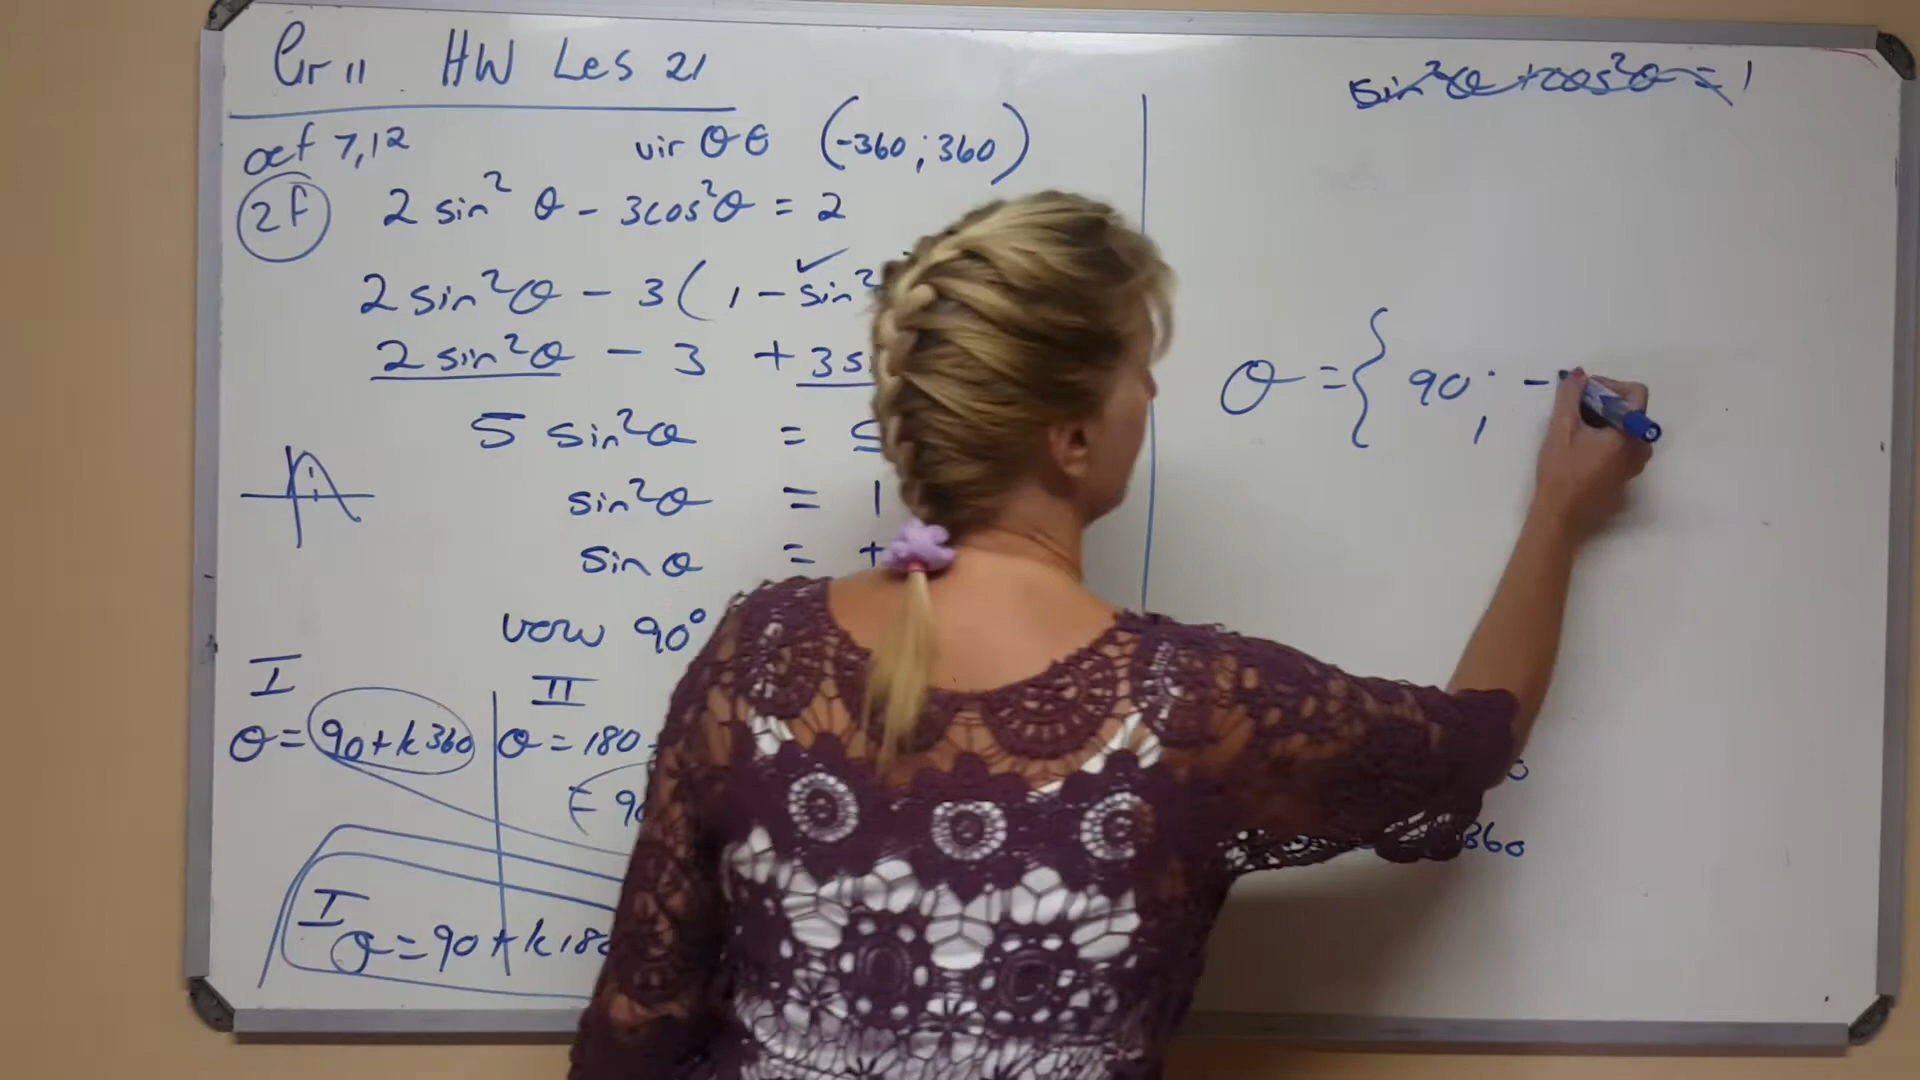 Gr 11 HW Les 21
oef 7,12 vir θ ∈ (-360; 360)
2f 2 sin² θ - 3cos²θ = 2
2 sin²θ - 3(1 - sin²
2 sin²θ - 3 + 3s
5 sin²θ = 5
sin²θ = 1
sin θ = +
vow 90°
I
θ = 90 + k360
II
θ = 180
= 90
I
θ = 90 + k180
sin²θ + cos²θ = 1
θ = { 90; -
360